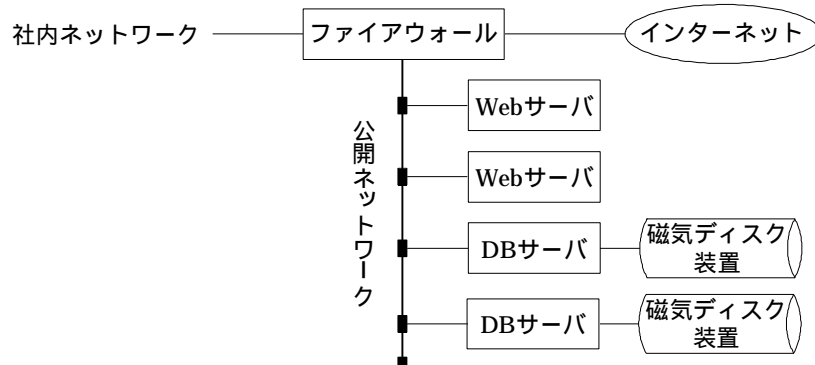 社内ネットワーク
ファイアウォール
インターネット
公開ネットワーク
Webサーバ
Webサーバ
DBサーバ
磁気ディスク
装置
DBサーバ
磁気ディスク
装置